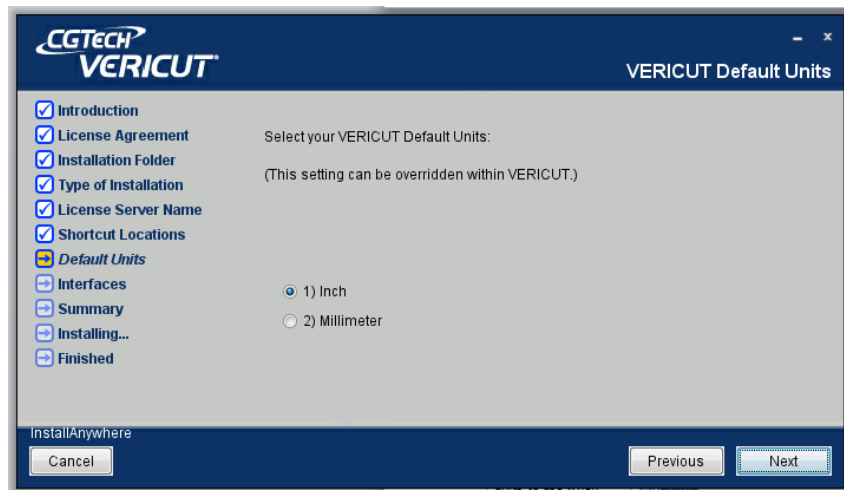 CGTECH
VERICUT
VERICUT Default Units
Introduction
License Agreement
Installation Folder
Type of Installation
License Server Name
Shortcut Locations
Default Units
Interfaces
Summary
Installing...
Finished
Select your VERICUT Default Units:
(This setting can be overridden within VERICUT.)
1) Inch
2) Millimeter
InstallAnywhere
Cancel
Previous
Next